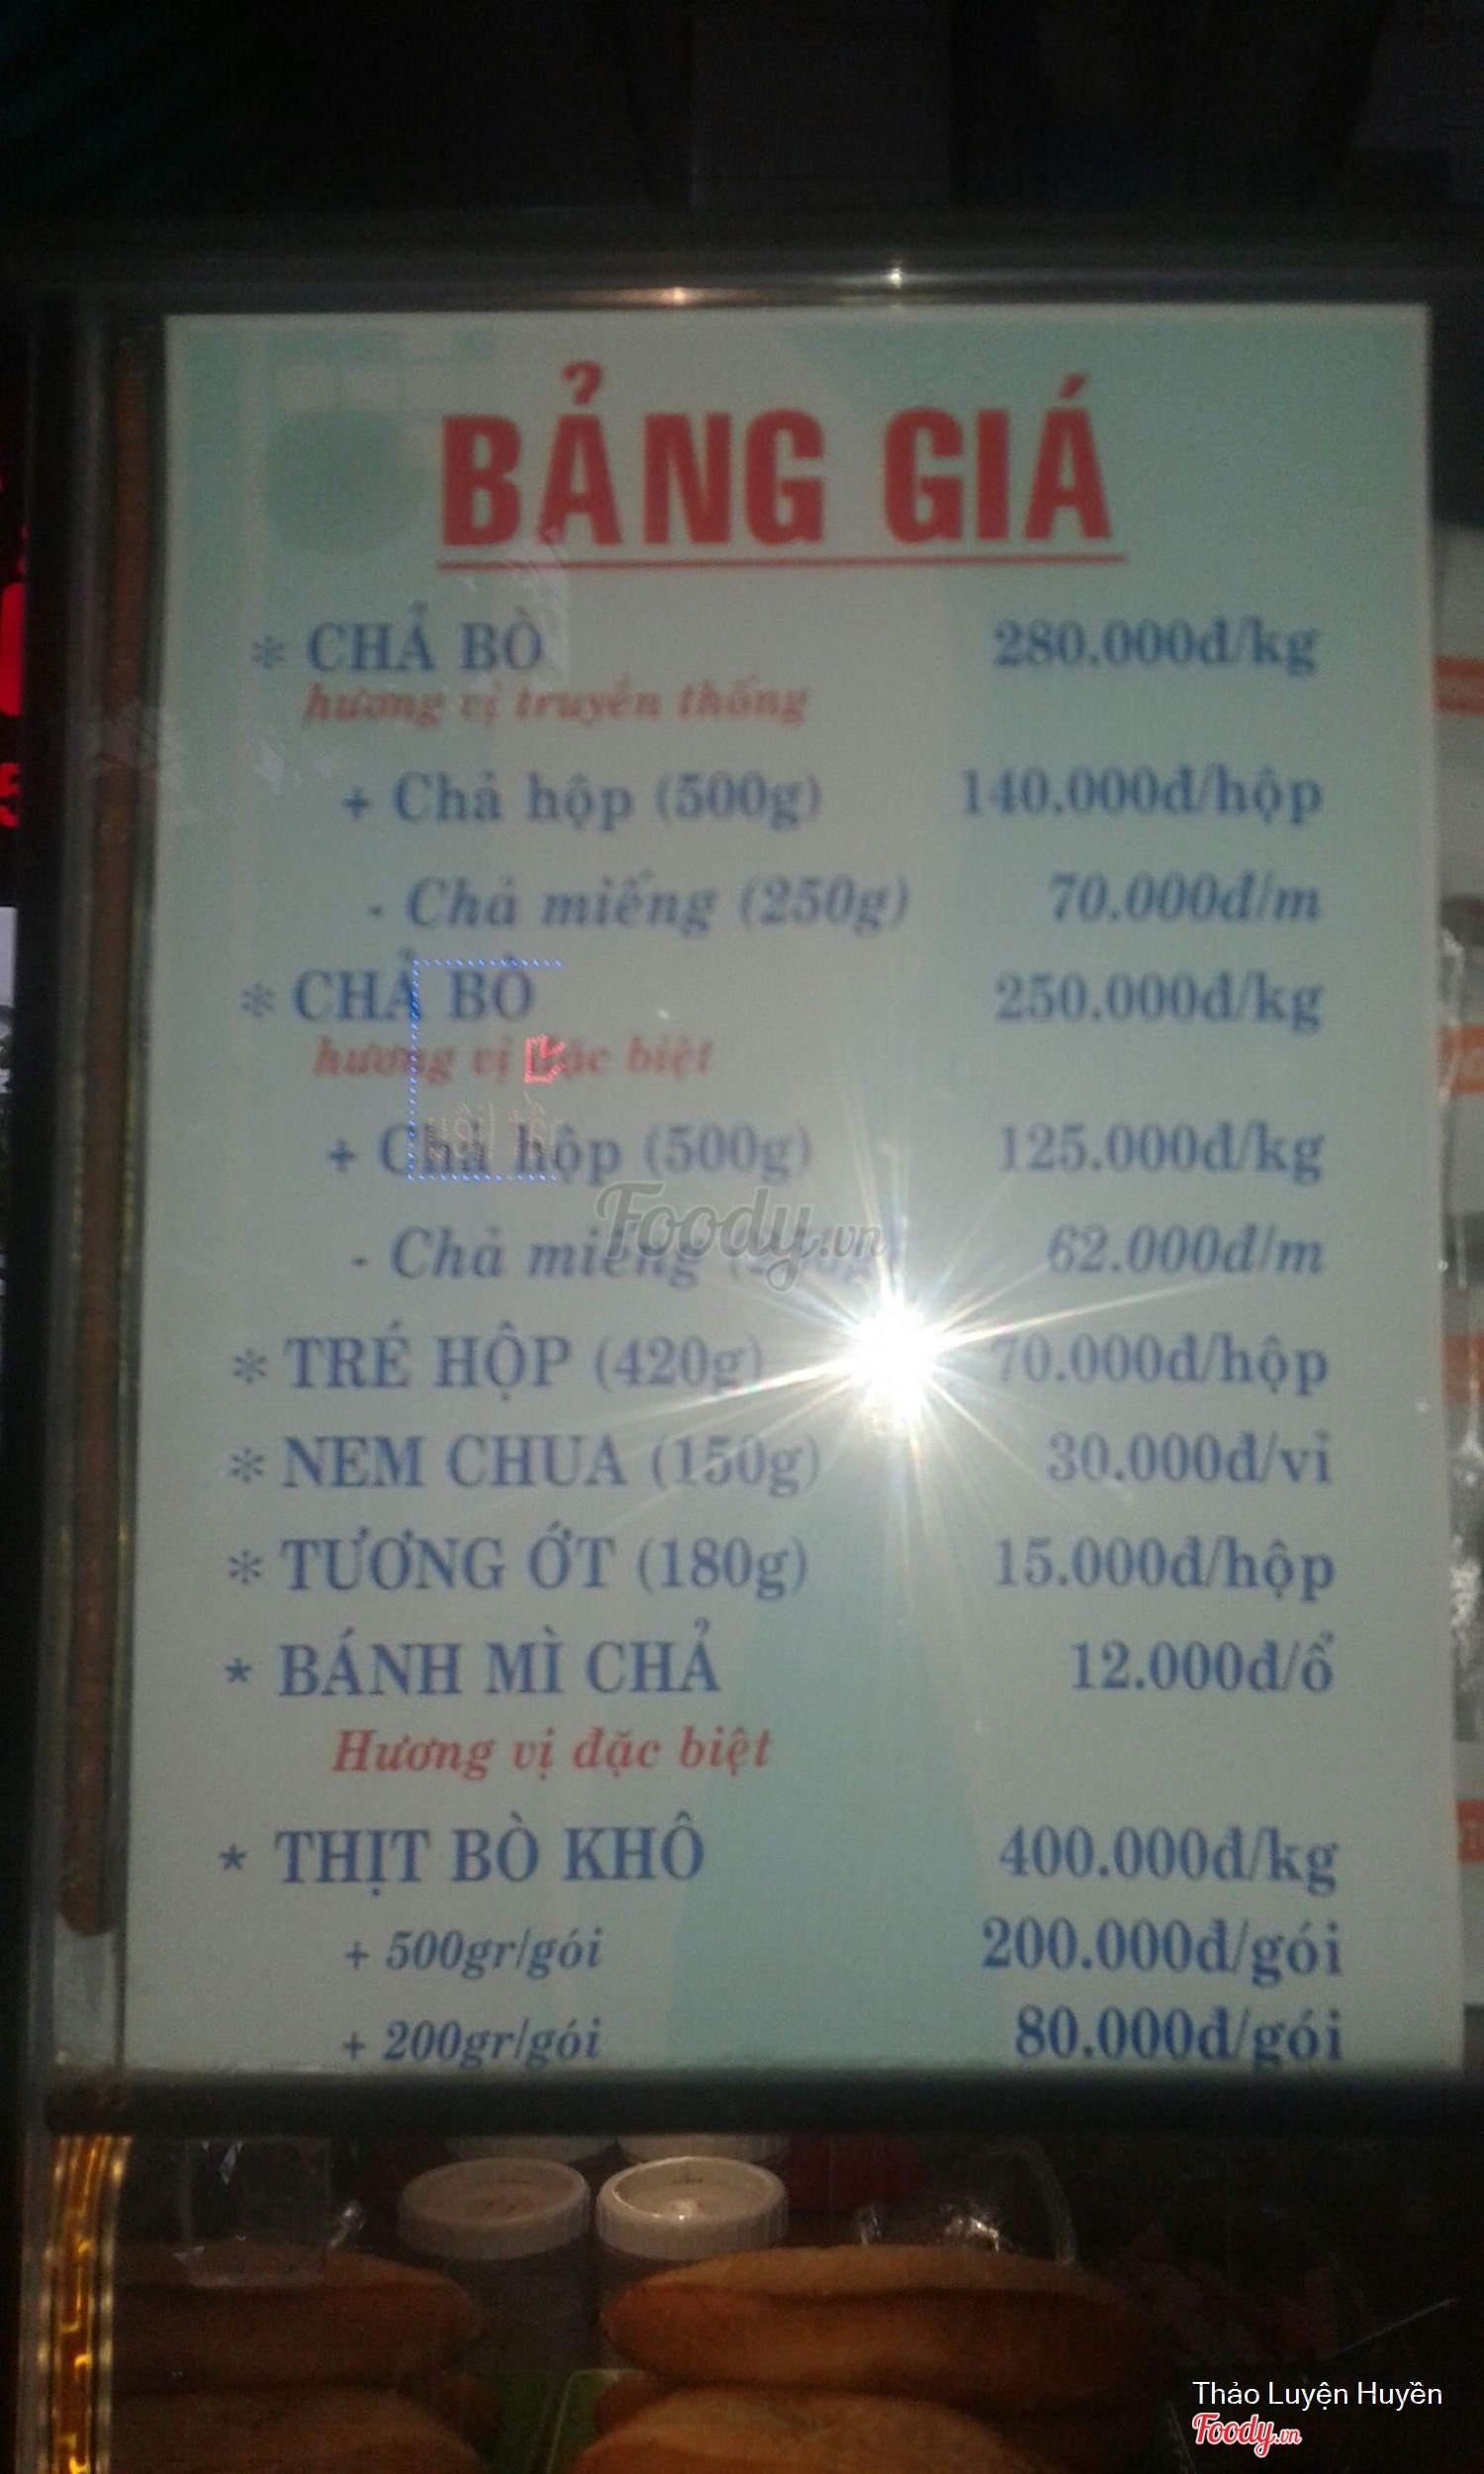 BẢNG GIÁ
* CHẢ BÒ 280.000đ/kg
hương vị truyền thống
+ Chả hộp (500g) 140.000đ/hộp
- Chả miếng (250g) 70.000đ/m
* CHẢ BÒ 250.000đ/kg
hương vị đặc biệt
+ Chả hộp (500g) 125.000đ/kg
- Chả miếng 62.000đ/m
Foody.vn
* TRÉ HỘP (420g) 70.000đ/hộp
* NEM CHUA (150g) 30.000đ/vỉ
* TƯƠNG ỚT (180g) 15.000đ/hộp
* BÁNH MÌ CHẢ 12.000đ/ổ
Hương vị đặc biệt
* THỊT BÒ KHÔ 400.000đ/kg
+ 500gr/gói 200.000đ/gói
+ 200gr/gói 80.000đ/gói
Thảo Luyện Huyền
Foody.vn